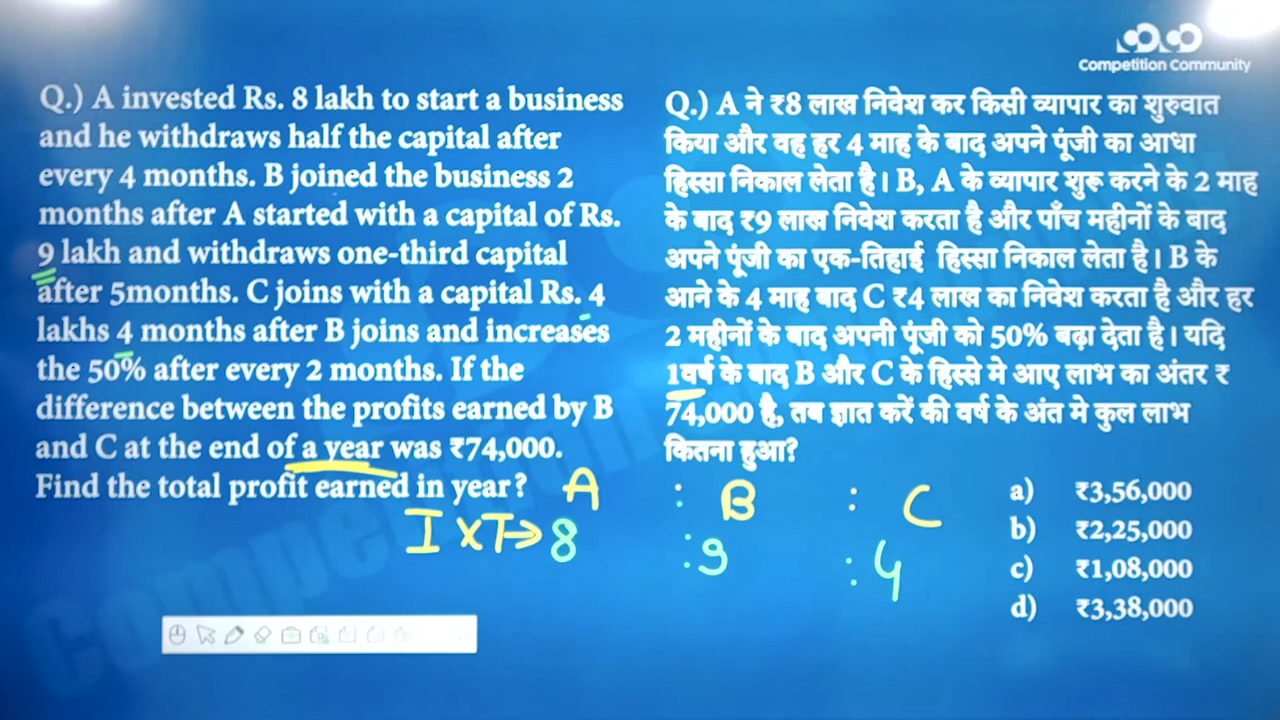 Competition Community
Q.) A invested Rs. 8 lakh to start a business
and he withdraws half the capital after
every 4 months. B joined the business 2
months after A started with a capital of Rs.
9 lakh and withdraws one-third capital
after 5months. C joins with a capital Rs. 4
lakhs 4 months after B joins and increases
the 50% after every 2 months. If the
difference between the profits earned by B
and C at the end of a year was ₹74,000.
Find the total profit earned in year?
Q.) A ने ₹8 लाख निवेश कर किसी व्यापार का शुरुवात
किया और वह हर 4 माह के बाद अपने पूंजी का आधा
हिस्सा निकाल लेता है। B, A के व्यापार शुरू करने के 2 माह
के बाद ₹9 लाख निवेश करता है और पाँच महीनों के बाद
अपने पूंजी का एक-तिहाई हिस्सा निकाल लेता है। B के
आने के 4 माह बाद C ₹4 लाख का निवेश करता है और हर
2 महीनों के बाद अपनी पूंजी को 50% बढ़ा देता है। यदि
1वर्ष के बाद B और C के हिस्से मे आए लाभ का अंतर ₹
74,000 है, तब ज्ञात करें की वर्ष के अंत मे कुल लाभ
कितना हुआ?
A : B : C
I×T→ 8 : 9 : 4
a) ₹3,56,000
b) ₹2,25,000
c) ₹1,08,000
d) ₹3,38,000